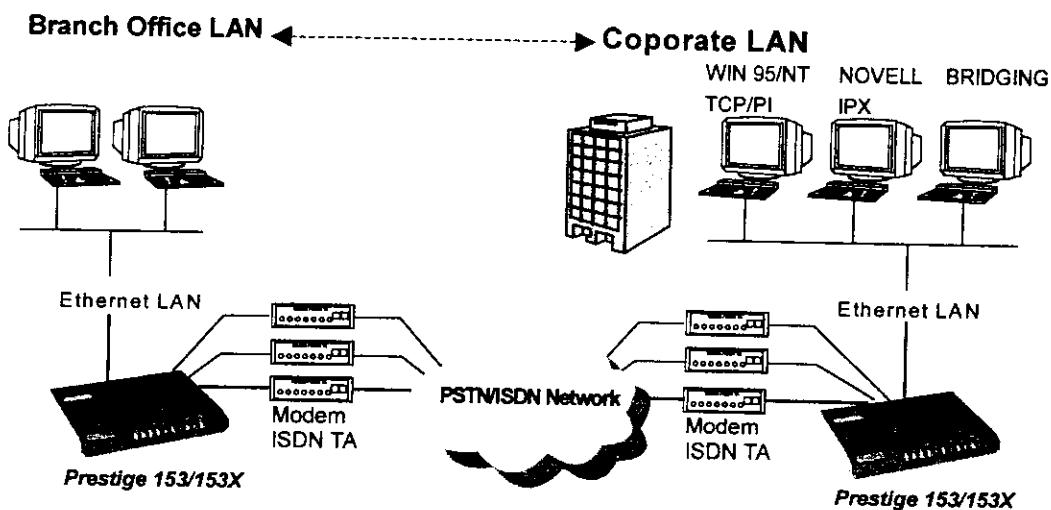 Branch Office LAN
Coporate LAN
WIN 95/NT
TCP/PI
NOVELL
IPX
BRIDGING
Ethernet LAN
Ethernet LAN
PSTN/ISDN Network
Modem
ISDN TA
Modem
ISDN TA
Prestige 153/153X
Prestige 153/153X